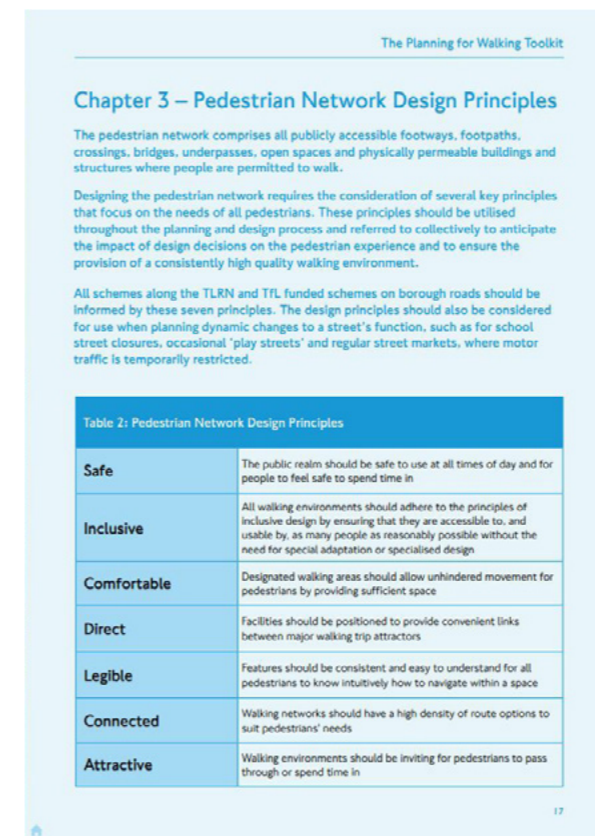 The Planning for Walking Toolkit
Chapter 3 – Pedestrian Network Design Principles
The pedestrian network comprises all publicly accessible footways, footpaths,
crossings, bridges, underpasses, open spaces and physically permeable buildings and
structures where people are permitted to walk.
Designing the pedestrian network requires the consideration of several key principles
that focus on the needs of all pedestrians. These principles should be utilised
throughout the planning and design process and referred to collectively to anticipate
the impact of design decisions on the pedestrian experience and to ensure the
provision of a consistently high quality walking environment.
All schemes along the TLRN and TfL funded schemes on borough roads should be
informed by these seven principles. The design principles should also be considered
for use when planning dynamic changes to a street's function, such as for school
street closures, occasional 'play streets' and regular street markets, where motor
traffic is temporarily restricted.
Table 2: Pedestrian Network Design Principles
Safe
The public realm should be safe to use at all times of day and for
people to feel safe to spend time in
Inclusive
All walking environments should adhere to the principles of
inclusive design by ensuring that they are accessible to, and
usable by, as many people as reasonably possible without the
need for special adaptation or specialised design
Comfortable
Designated walking areas should allow unhindered movement for
pedestrians by providing sufficient space
Direct
Facilities should be positioned to provide convenient links
between major walking trip attractors
Legible
Features should be consistent and easy to understand for all
pedestrians to know intuitively how to navigate within a space
Connected
Walking networks should have a high density of route options to
suit pedestrians' needs
Attractive
Walking environments should be inviting for pedestrians to pass
through or spend time in
17